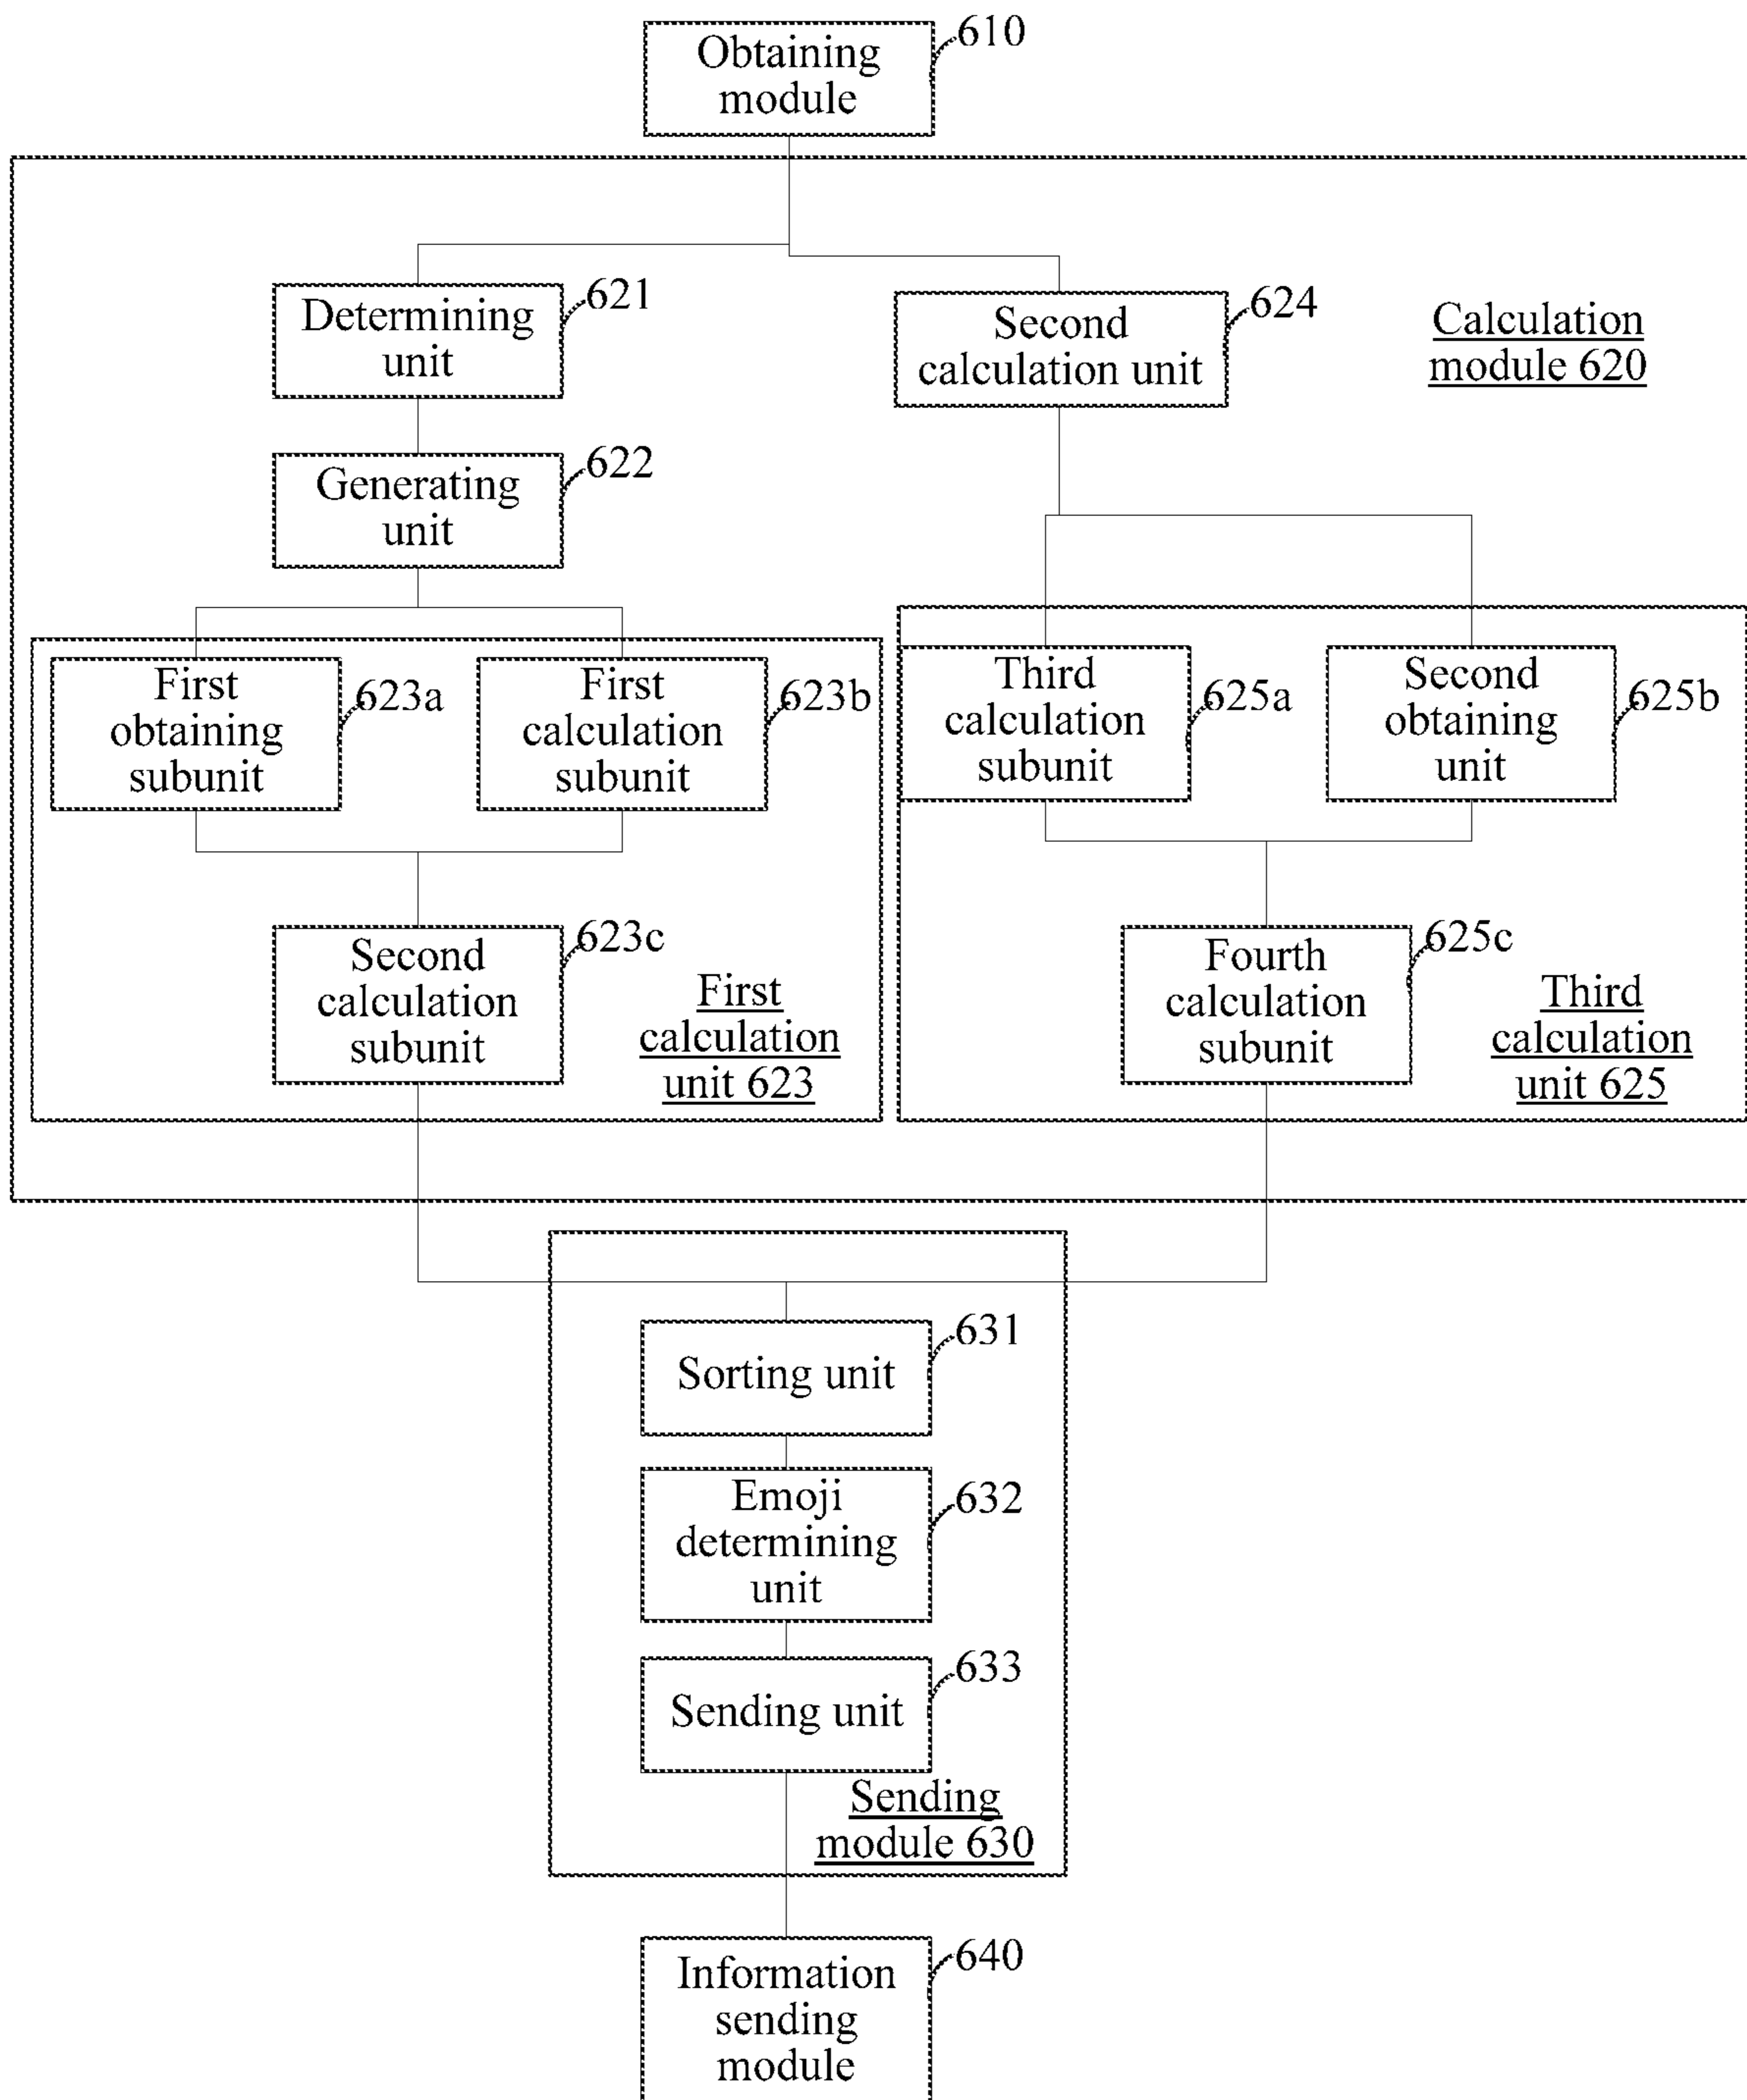 Obtaining
module
610
Determining
unit
621
Second
calculation unit
624
Calculation
module 620
Generating
unit
622
First
obtaining
subunit
623a
First
calculation
subunit
623b
Third
calculation
subunit
625a
Second
obtaining
unit
625b
Second
calculation
subunit
623c
First
calculation
unit 623
Fourth
calculation
subunit
625c
Third
calculation
unit 625
Sorting unit
631
Emoji
determining
unit
632
Sending unit
633
Sending
module 630
Information
sending
module
640